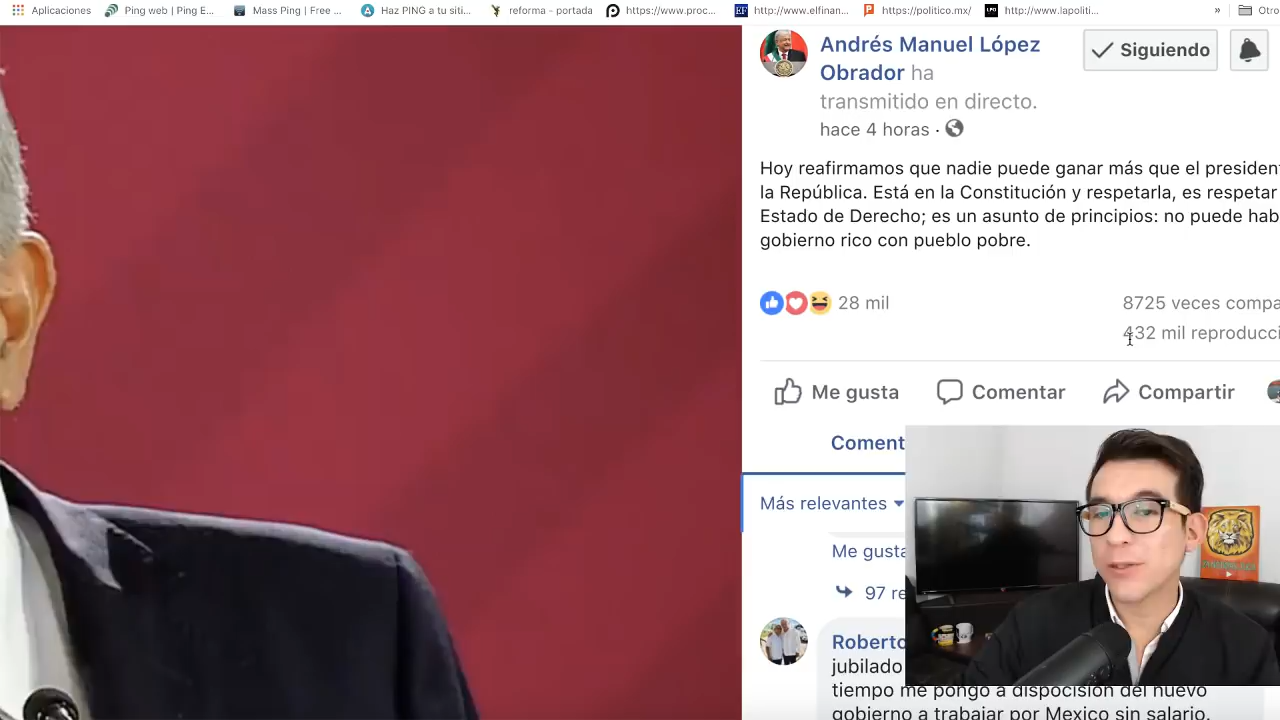 Aplicaciones
Ping web | Ping E...
Mass Ping | Free ...
Haz PING a tu siti...
reforma - portada
https://www.proc...
EF
http://www.elfinan...
https://politico.mx/
LPO
http://www.lapoliti...
»
Otro
Andrés Manuel López
Obrador ha
transmitido en directo.
hace 4 horas ·
Siguiendo
Hoy reafirmamos que nadie puede ganar más que el presiden
la República. Está en la Constitución y respetarla, es respetar
Estado de Derecho; es un asunto de principios: no puede hab
gobierno rico con pueblo pobre.
28 mil
8725 veces compa
432 mil reproducci
Me gusta
Comentar
Compartir
Coment
Más relevantes
Me gusta
97 re
Roberto
jubilado
tiempo me pongo a dispocisión del nuevo
gobierno a trabajar por Mexico sin salario.